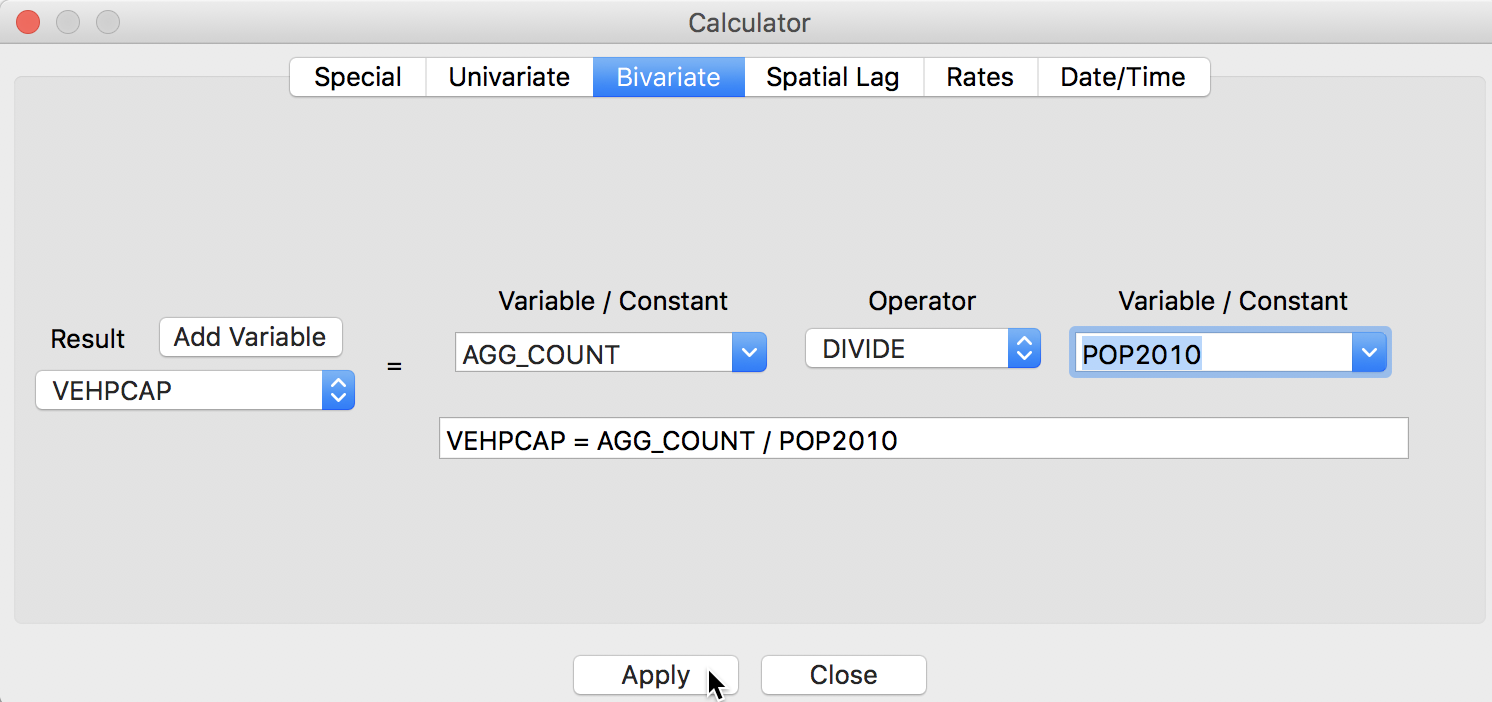 Calculator
Special Univariate Bivariate Spatial Lag Rates Date/Time
Variable / Constant Operator Variable / Constant
Result Add Variable
AGG_COUNT DIVIDE POP2010
=
VEHPCAP
VEHPCAP = AGG_COUNT / POP2010
Apply Close